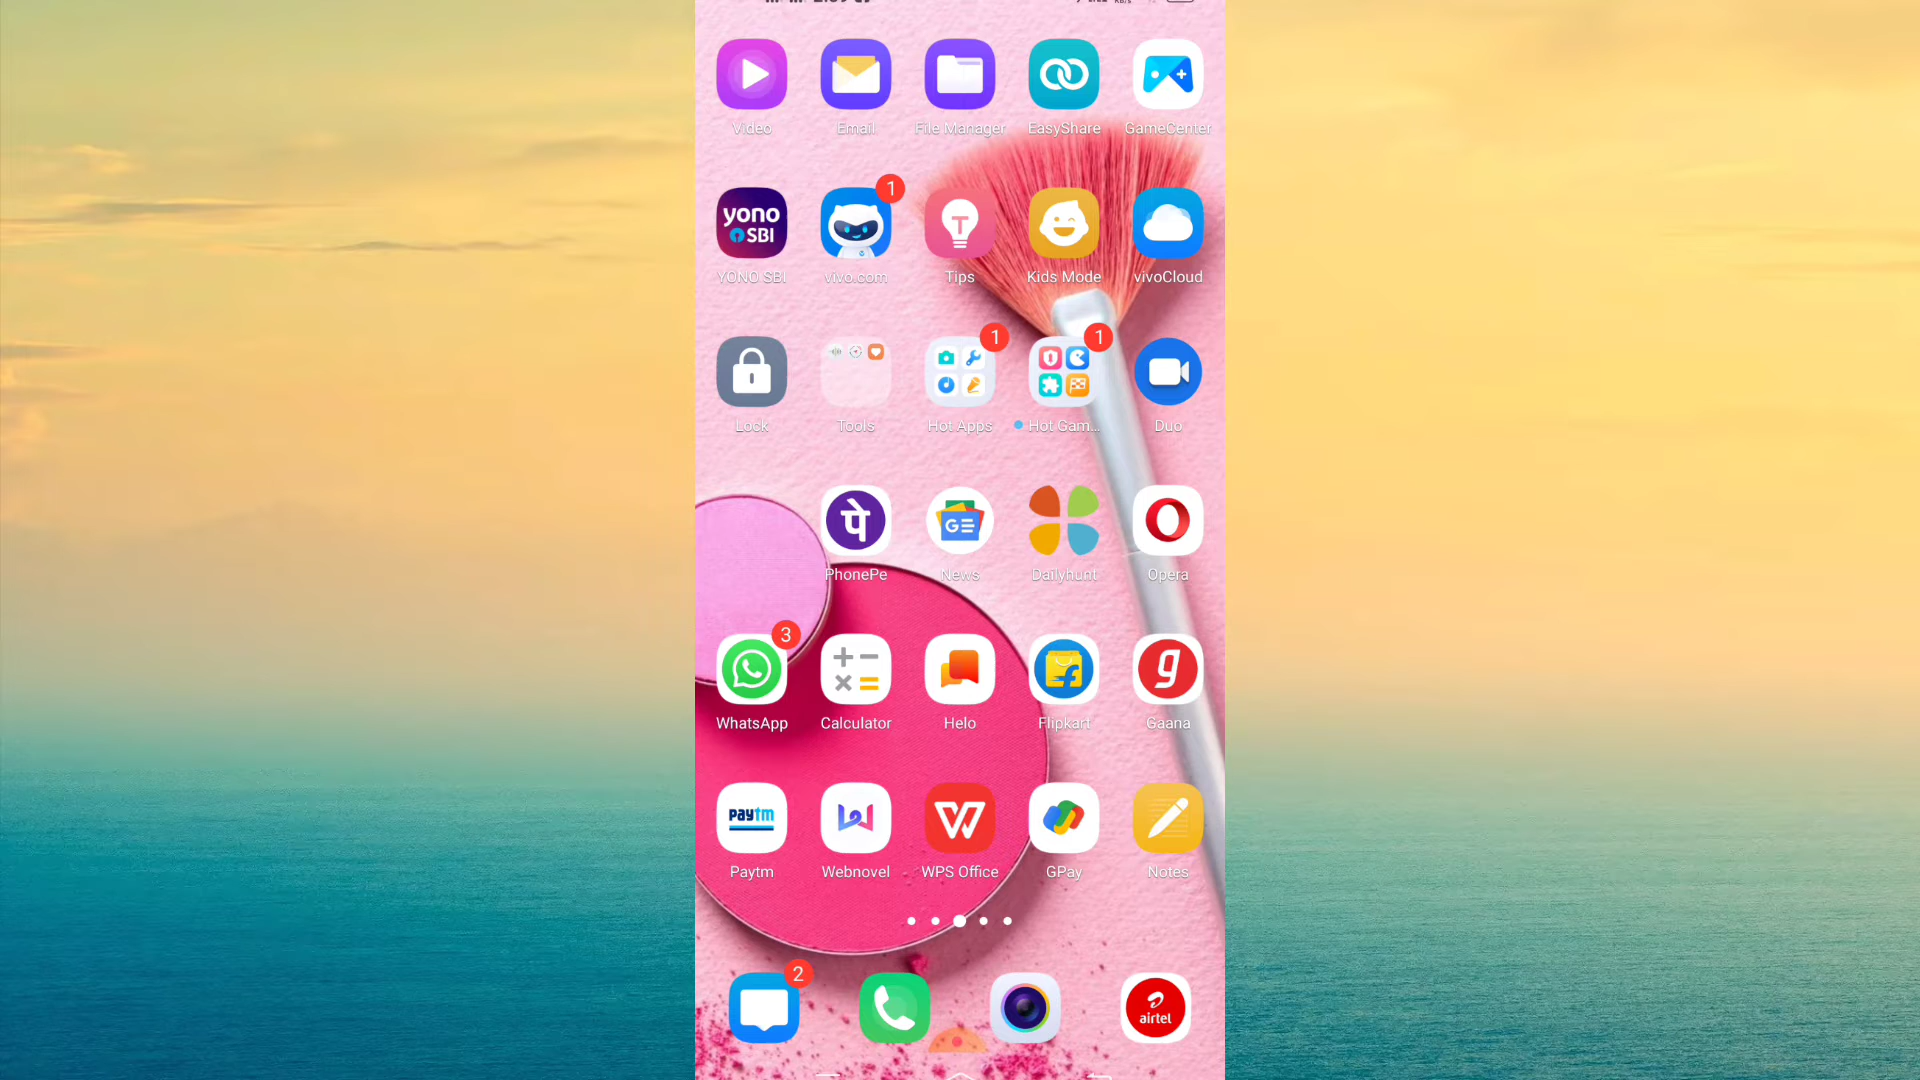 Video Email File Manager EasyShare GameCenter
yono
SBI
1
T
YONO SBI vivo.com Tips Kids Mode vivoCloud
1 1
Lock Tools Hot Apps Hot Gam... Duo
पे G
PhonePe News Dailyhunt Opera
3
g
WhatsApp Calculator Helo Flipkart Gaana
paytm W
Paytm Webnovel WPS Office GPay Notes
2
airtel